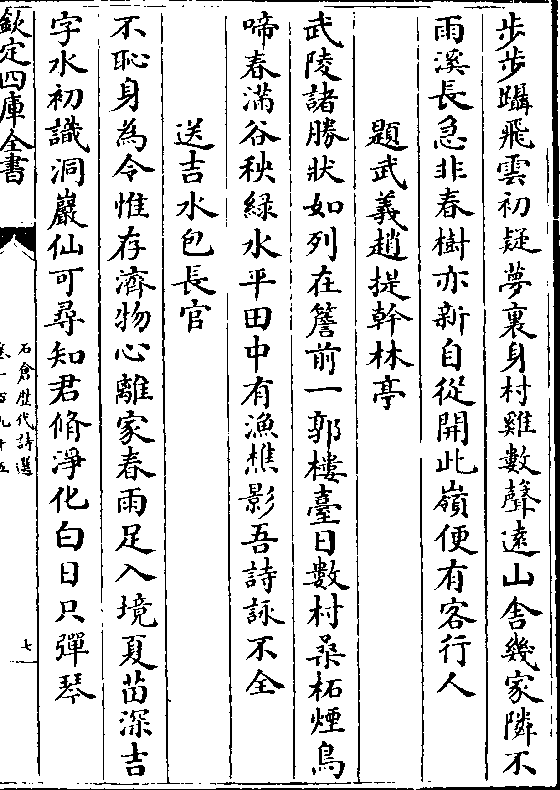 步步躡飛雲初疑夢裏身村雞數聲遠山舎幾家隣不
雨溪長急非春樹亦新自從開此嶺便有客行人
題武義趙提幹林亭
武陵諸勝狀如列在簷前一郭樓臺日數村桑柘煙鳥
啼春滿谷秧緑水平田中有漁樵影吾詩詠不全
送吉水包長官
不恥身為令惟存濟物心離家春雨足入境夏苗深吉
字水初識洞巖仙可尋知君脩淨化白日只彈琴
欽定四庫全書
石倉歴代詩選
卷一百九十五
七